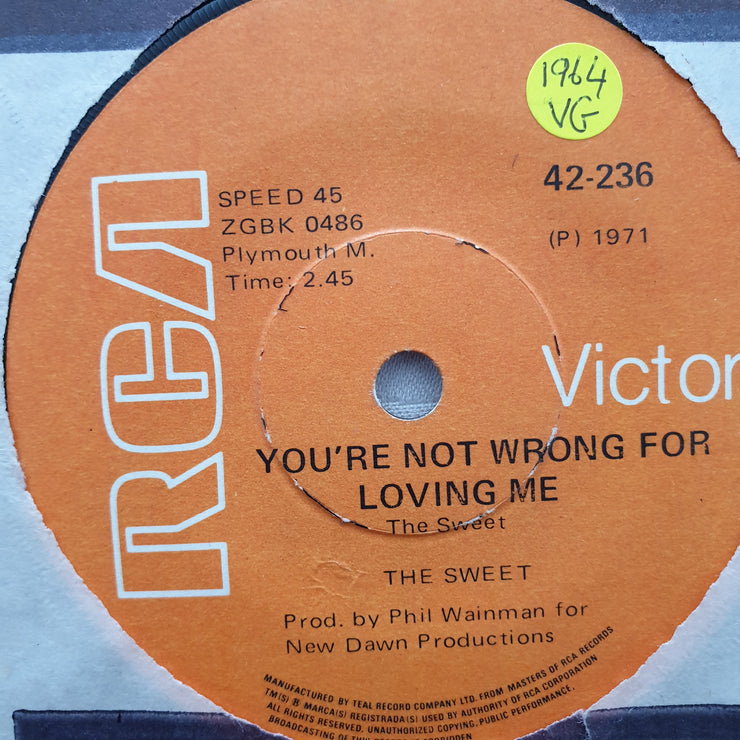 1964
VG
RCA
SPEED 45
ZGBK 0486
Plymouth M.
Time: 2.45
42-236
(P) 1971
Victor
YOU'RE NOT WRONG FOR
LOVING ME
The Sweet
THE SWEET
Prod. by Phil Wainman for
New Dawn Productions
MANUFACTURED BY TEAL RECORD COMPANY LTD. FROM MASTERS OF RCA RECORDS
TM(S) ® MARCA(S) REGISTRADA(S) USED BY AUTHORITY OF RCA CORPORATION
ALL RIGHTS RESERVED. UNAUTHORIZED COPYING, PUBLIC PERFORMANCE,
BROADCASTING OF THIS